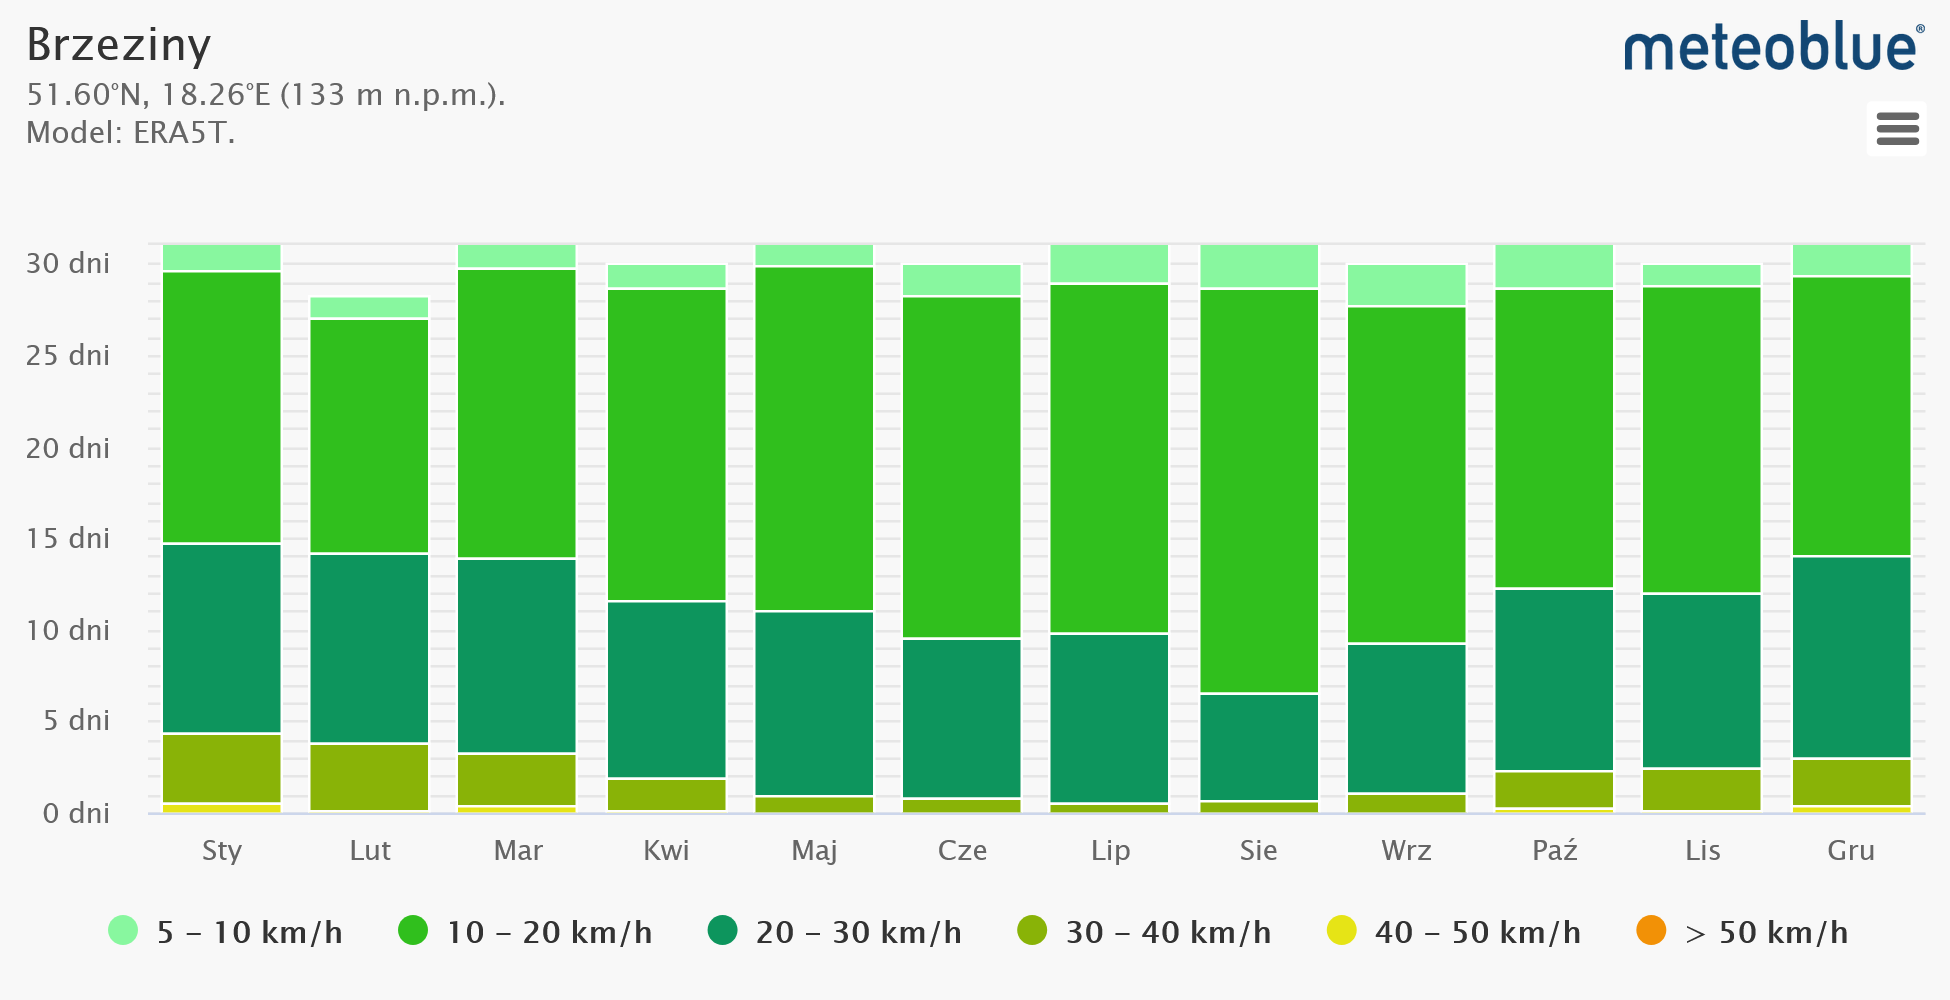 Brzeziny
meteoblue®
51.60°N, 18.26°E (133 m n.p.m.).
Model: ERA5T.
30 dni
25 dni
20 dni
15 dni
10 dni
5 dni
0 dni
Sty Lut Mar Kwi Maj Cze Lip Sie Wrz Paź Lis Gru
5 – 10 km/h 10 – 20 km/h 20 – 30 km/h 30 – 40 km/h 40 – 50 km/h > 50 km/h